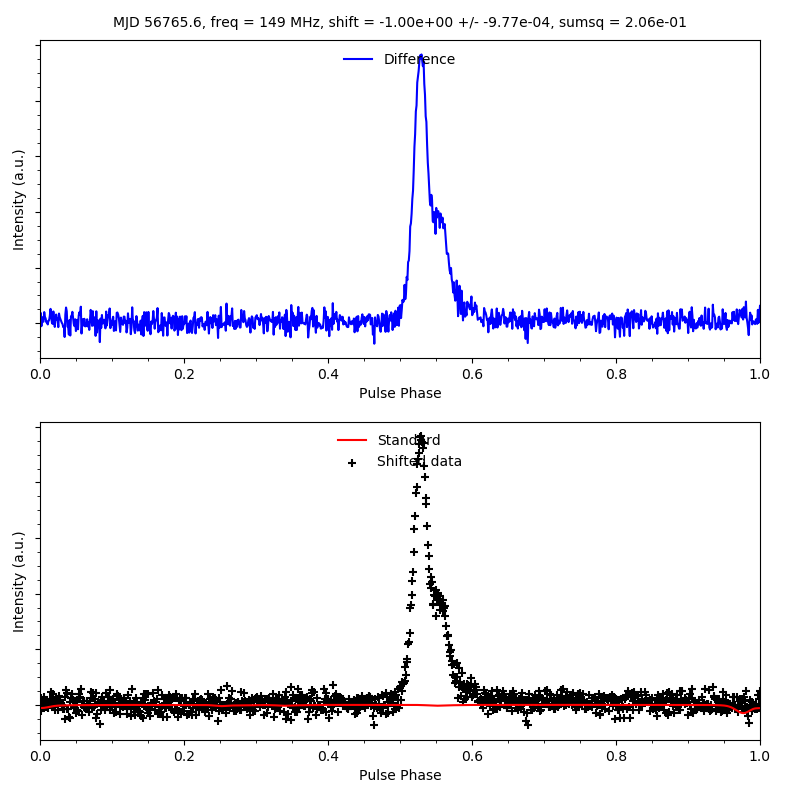 MJD 56765.6, freq = 149 MHz, shift = -1.00e+00 +/- -9.77e-04, sumsq = 2.06e-01
Difference
Intensity (a.u.)
0.0 0.2 0.4 0.6 0.8 1.0
Pulse Phase
Standard
Shifted data
Intensity (a.u.)
0.0 0.2 0.4 0.6 0.8 1.0
Pulse Phase